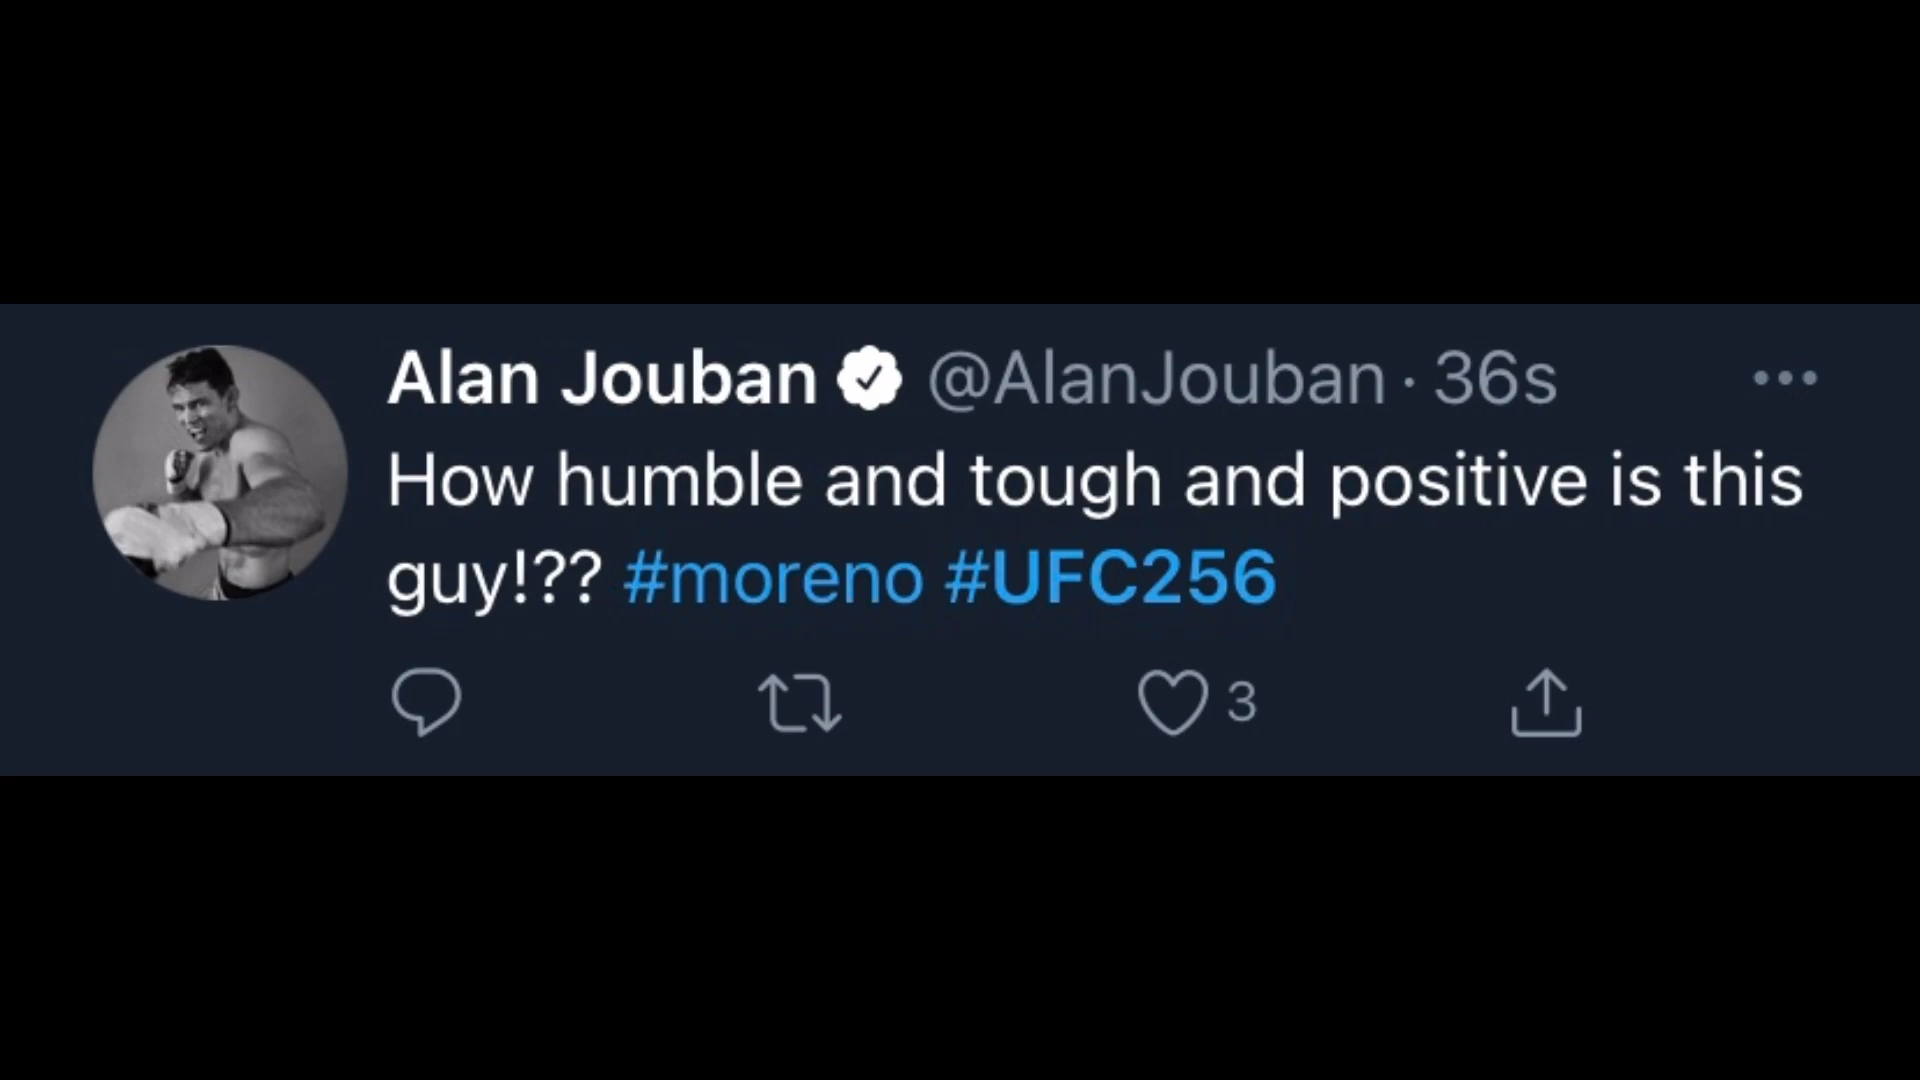 Alan Jouban @AlanJouban · 36s
How humble and tough and positive is this
guy!?? #moreno #UFC256
3